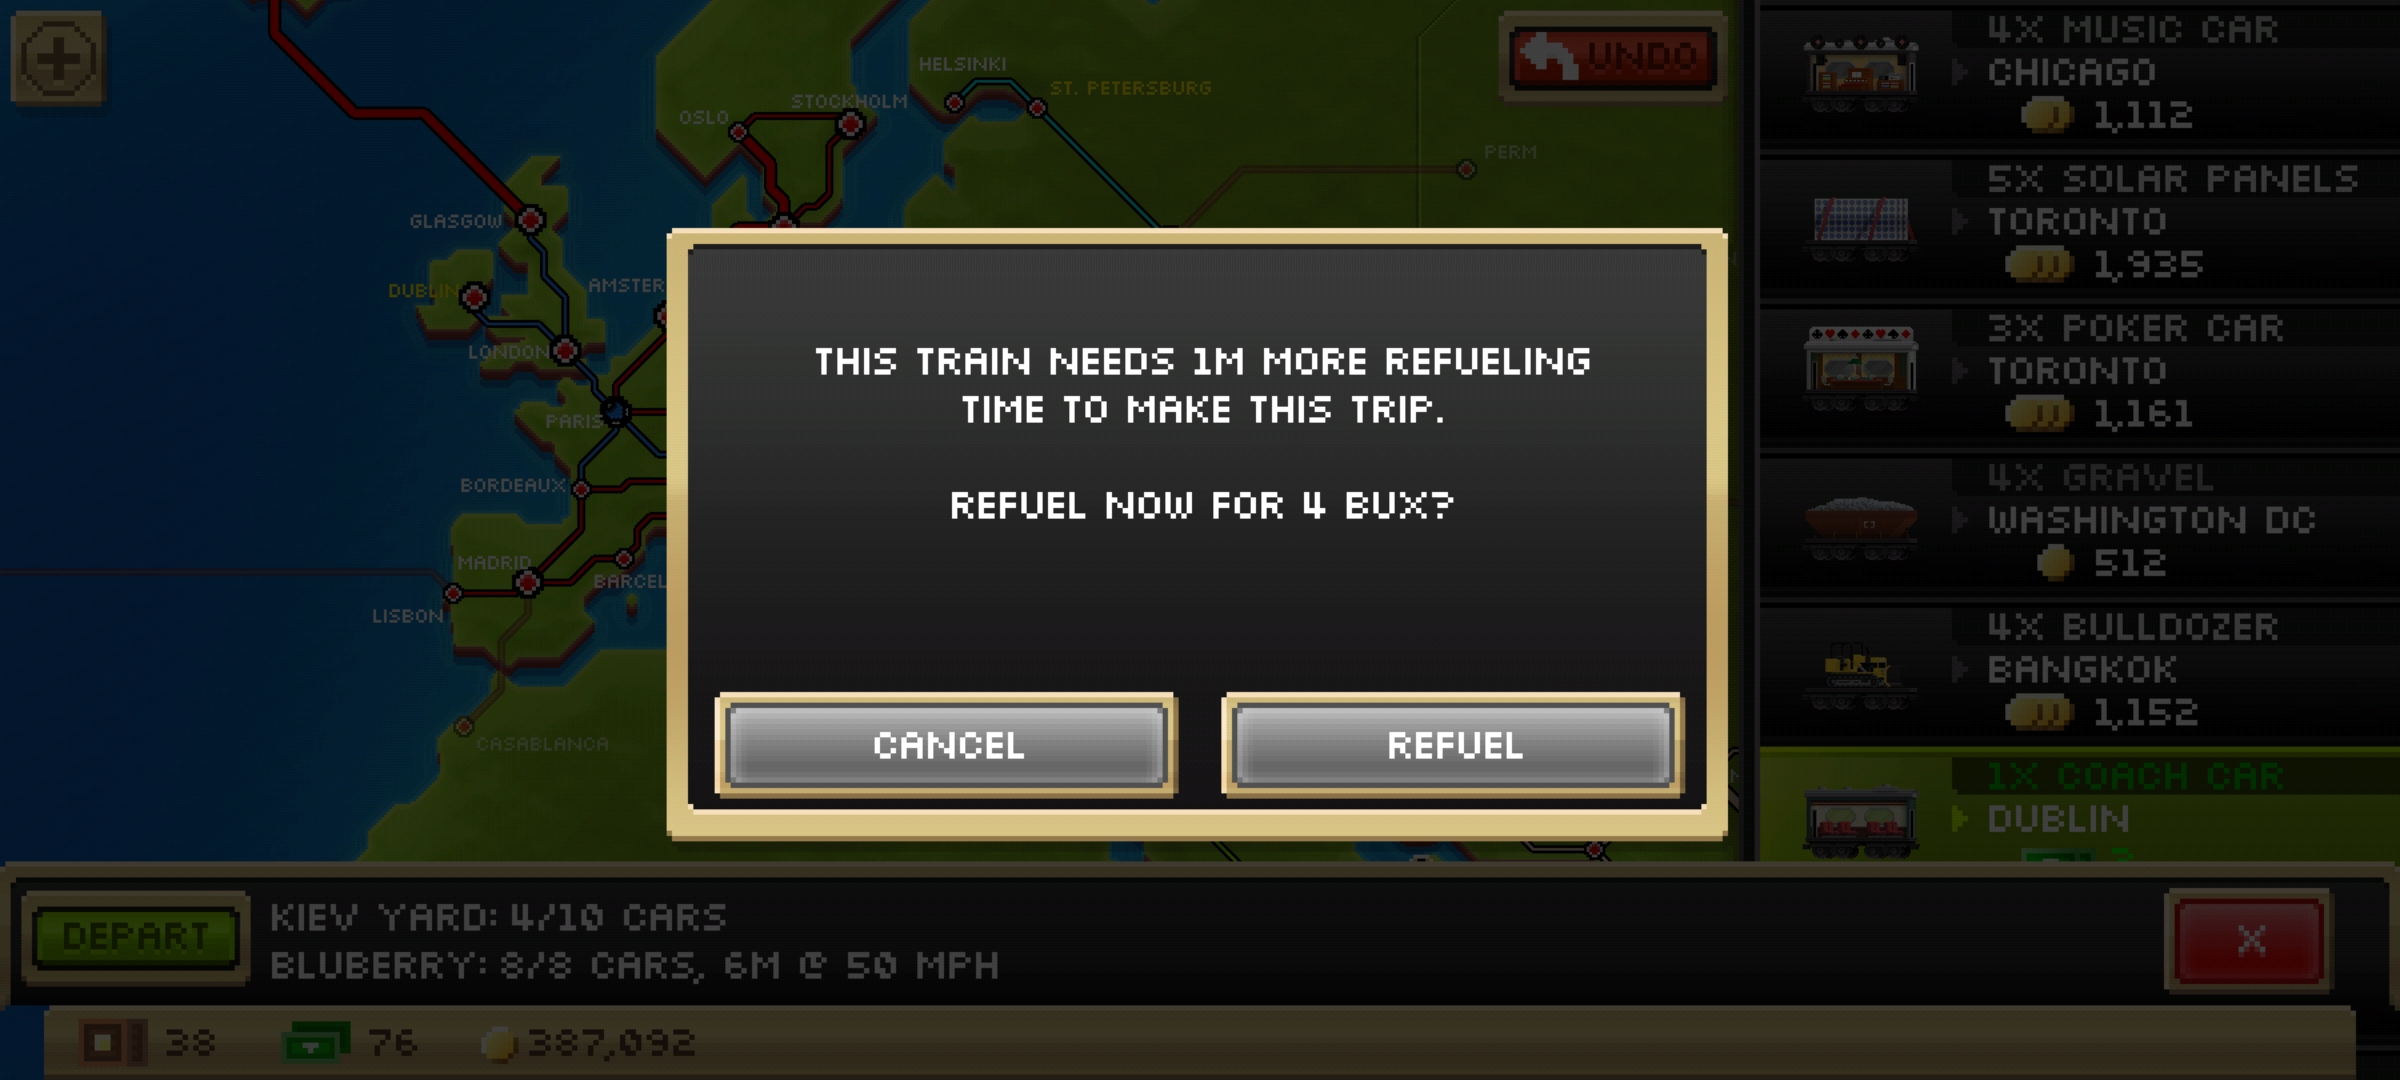 UNDO
HELSINKI
ST. PETERSBURG
STOCKHOLM
OSLO
PERM
GLASGOW
DUBLIN
AMSTER
LONDON
PARIS
BORDEAUX
MADRID
BARCEL
LISBON
CASABLANCA
THIS TRAIN NEEDS 1M MORE REFUELING
TIME TO MAKE THIS TRIP.
REFUEL NOW FOR 4 BUX?
CANCEL
REFUEL
4X MUSIC CAR
CHICAGO
1,112
5X SOLAR PANELS
TORONTO
1,935
3X POKER CAR
TORONTO
1,161
4X GRAVEL
WASHINGTON DC
512
4X BULLDOZER
BANGKOK
1,152
1X COACH CAR
DUBLIN
DEPART
KIEV YARD: 4/10 CARS
BLUBERRY: 8/8 CARS, 6M @ 50 MPH
X
38
76
387,092